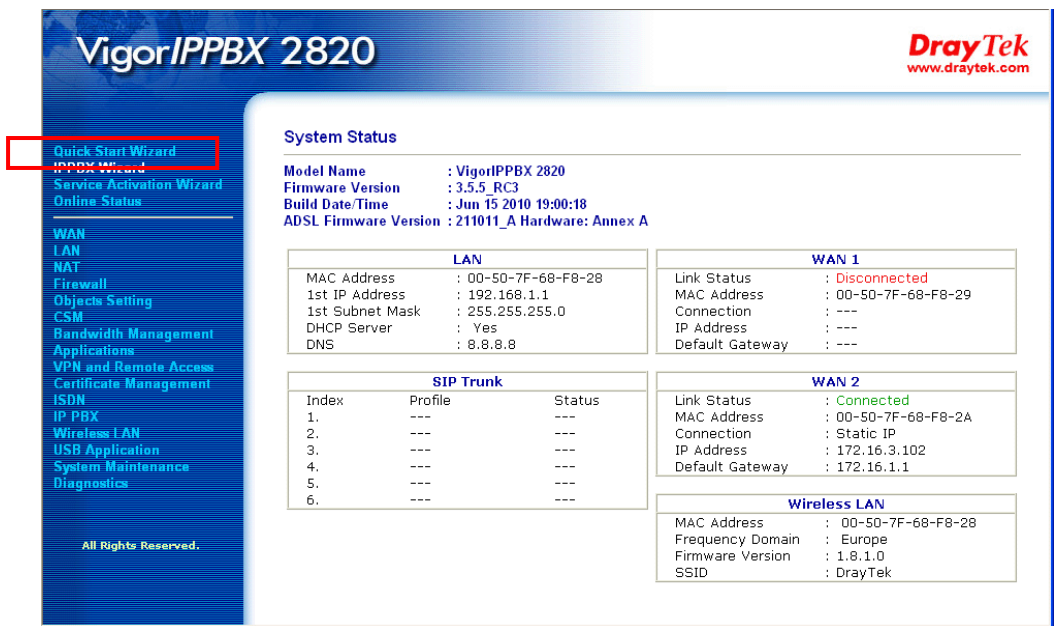 VigorIPPBX 2820
DrayTek
www.draytek.com
Quick Start Wizard
IPPBX Wizard
Service Activation Wizard
Online Status
WAN
LAN
NAT
Firewall
Objects Setting
CSM
Bandwidth Management
Applications
VPN and Remote Access
Certificate Management
ISDN
IP PBX
Wireless LAN
USB Application
System Maintenance
Diagnostics
All Rights Reserved.
System Status
Model Name : VigorIPPBX 2820
Firmware Version : 3.5.5_RC3
Build Date/Time : Jun 15 2010 19:00:18
ADSL Firmware Version : 211011_A Hardware: Annex A
LAN
MAC Address : 00-50-7F-68-F8-28
1st IP Address : 192.168.1.1
1st Subnet Mask : 255.255.255.0
DHCP Server : Yes
DNS : 8.8.8.8
WAN 1
Link Status : Disconnected
MAC Address : 00-50-7F-68-F8-29
Connection : ---
IP Address : ---
Default Gateway : ---
SIP Trunk
Index Profile Status
1. --- ---
2. --- ---
3. --- ---
4. --- ---
5. --- ---
6. --- ---
WAN 2
Link Status : Connected
MAC Address : 00-50-7F-68-F8-2A
Connection : Static IP
IP Address : 172.16.3.102
Default Gateway : 172.16.1.1
Wireless LAN
MAC Address : 00-50-7F-68-F8-28
Frequency Domain : Europe
Firmware Version : 1.8.1.0
SSID : DrayTek